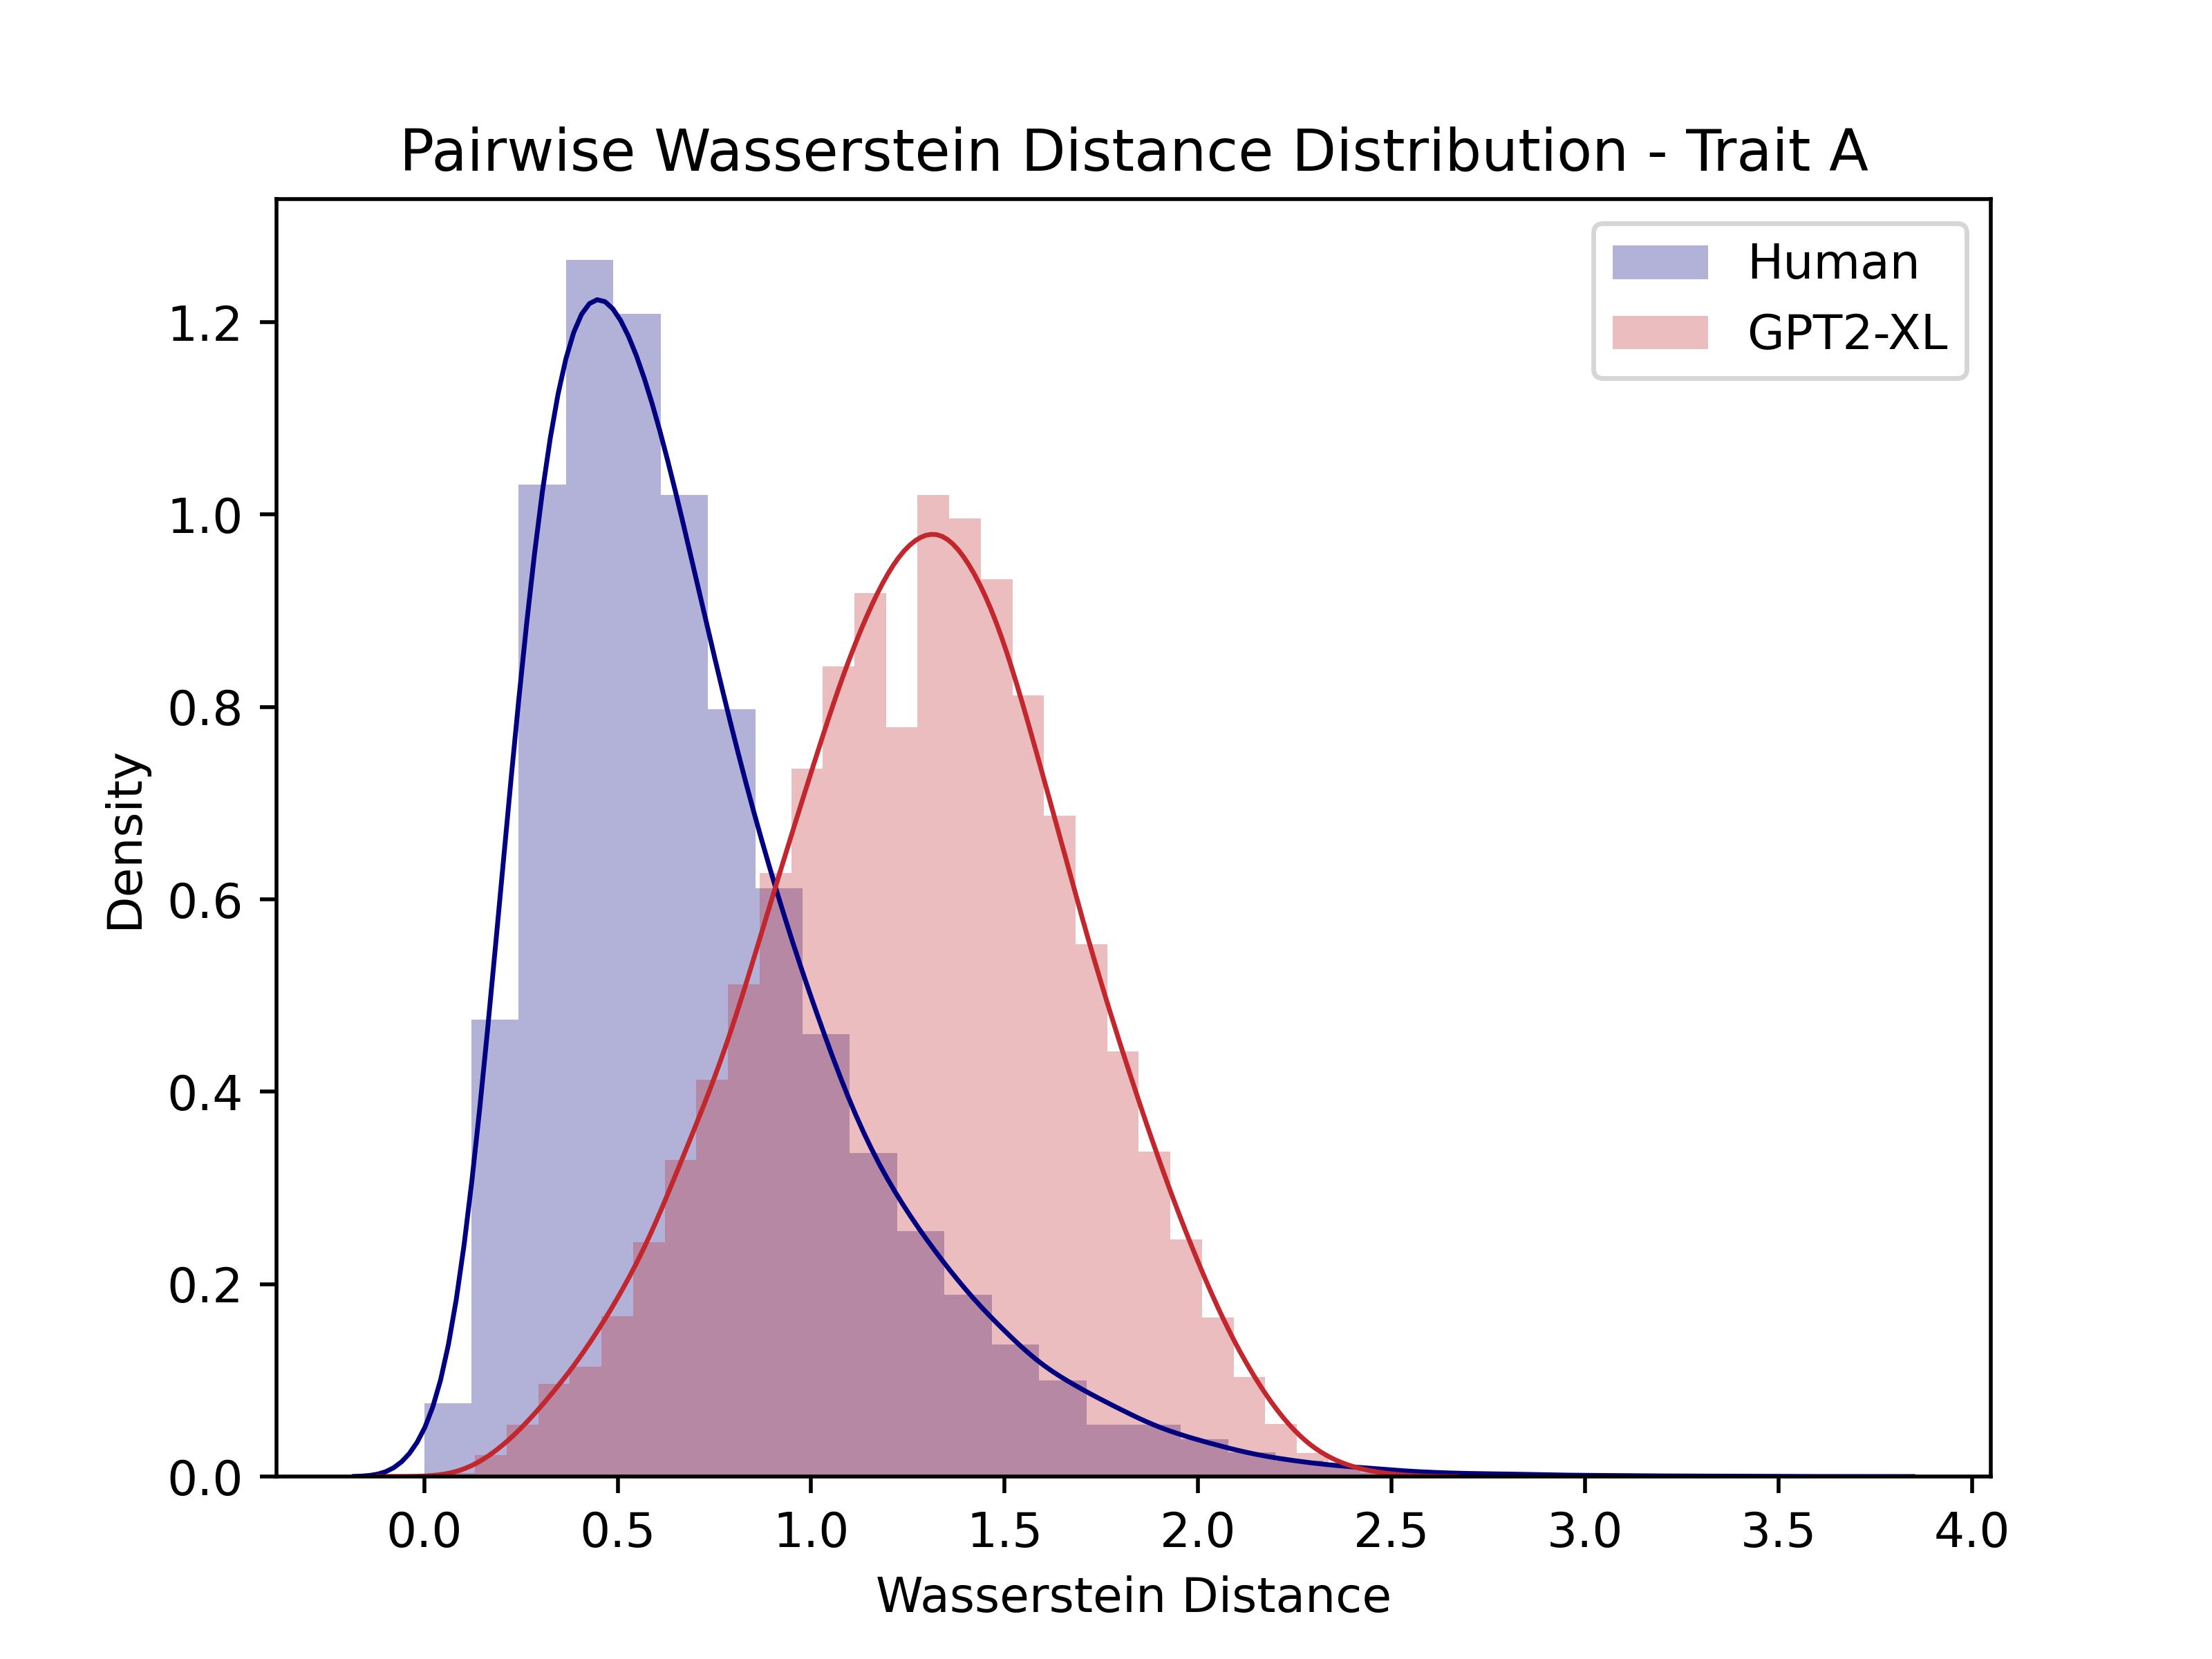 Pairwise Wasserstein Distance Distribution - Trait A
Human
GPT2-XL
1.2
1.0
0.8
0.6
0.4
0.2
0.0
Density
0.0 0.5 1.0 1.5 2.0 2.5 3.0 3.5 4.0
Wasserstein Distance